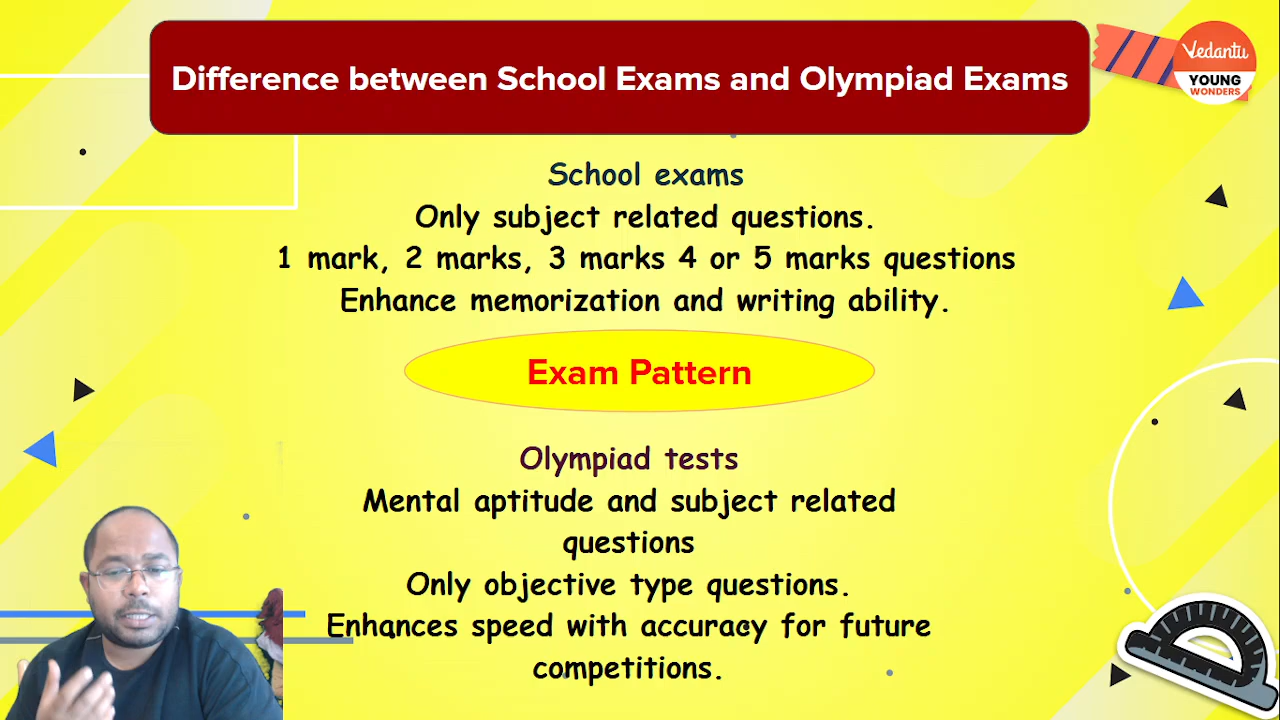 Difference between School Exams and Olympiad Exams
Vedantu
YOUNG
WONDERS
School exams
Only subject related questions.
1 mark, 2 marks, 3 marks 4 or 5 marks questions
Enhance memorization and writing ability.
Exam Pattern
Olympiad tests
Mental aptitude and subject related
questions
Only objective type questions.
Enhances speed with accuracy for future
competitions.